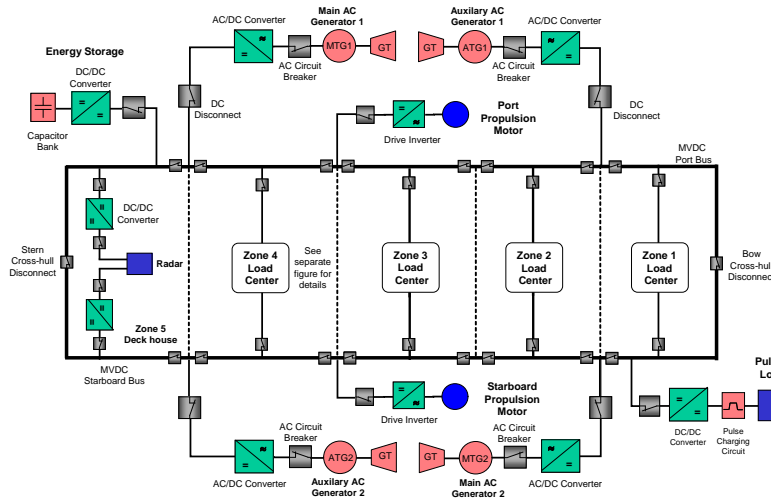 Main AC
Generator 1
AC/DC Converter
MTG1
GT
AC Circuit
Breaker
Auxilary AC
Generator 1
AC/DC Converter
GT
ATG1
AC Circuit
Breaker
Energy Storage
DC/DC
Converter
Capacitor
Bank
DC
Disconnect
Drive Inverter
Port
Propulsion
Motor
DC
Disconnect
MVDC
Port Bus
DC/DC
Converter
Radar
Stern
Cross-hull
Disconnect
Zone 5
Deck house
MVDC
Starboard Bus
Zone 4
Load
Center
See
separate
figure for
details
Zone 3
Load
Center
Zone 2
Load
Center
Zone 1
Load
Center
Bow
Cross-hull
Disconnect
Drive Inverter
Starboard
Propulsion
Motor
Pul
Lo
DC/DC
Converter
Pulse
Charging
Circuit
AC Circuit
Breaker
ATG2
GT
AC/DC Converter
Auxilary AC
Generator 2
AC Circuit
Breaker
GT
MTG2
Main AC
Generator 2
AC/DC Converter